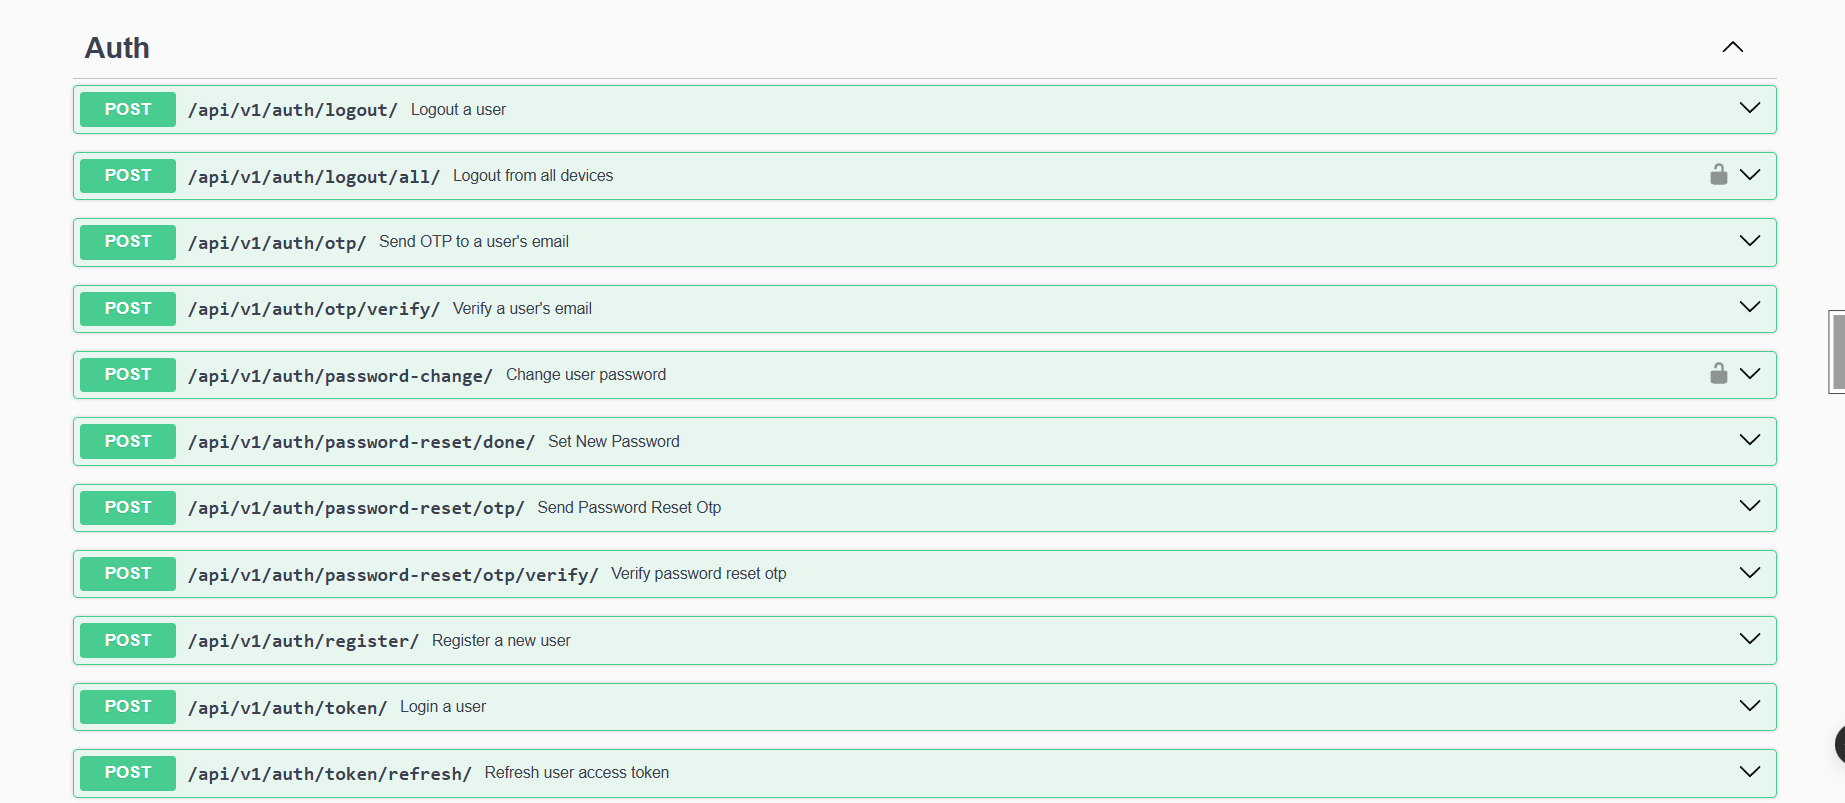 Auth
POST /api/v1/auth/logout/ Logout a user
POST /api/v1/auth/logout/all/ Logout from all devices
POST /api/v1/auth/otp/ Send OTP to a user's email
POST /api/v1/auth/otp/verify/ Verify a user's email
POST /api/v1/auth/password-change/ Change user password
POST /api/v1/auth/password-reset/done/ Set New Password
POST /api/v1/auth/password-reset/otp/ Send Password Reset Otp
POST /api/v1/auth/password-reset/otp/verify/ Verify password reset otp
POST /api/v1/auth/register/ Register a new user
POST /api/v1/auth/token/ Login a user
POST /api/v1/auth/token/refresh/ Refresh user access token